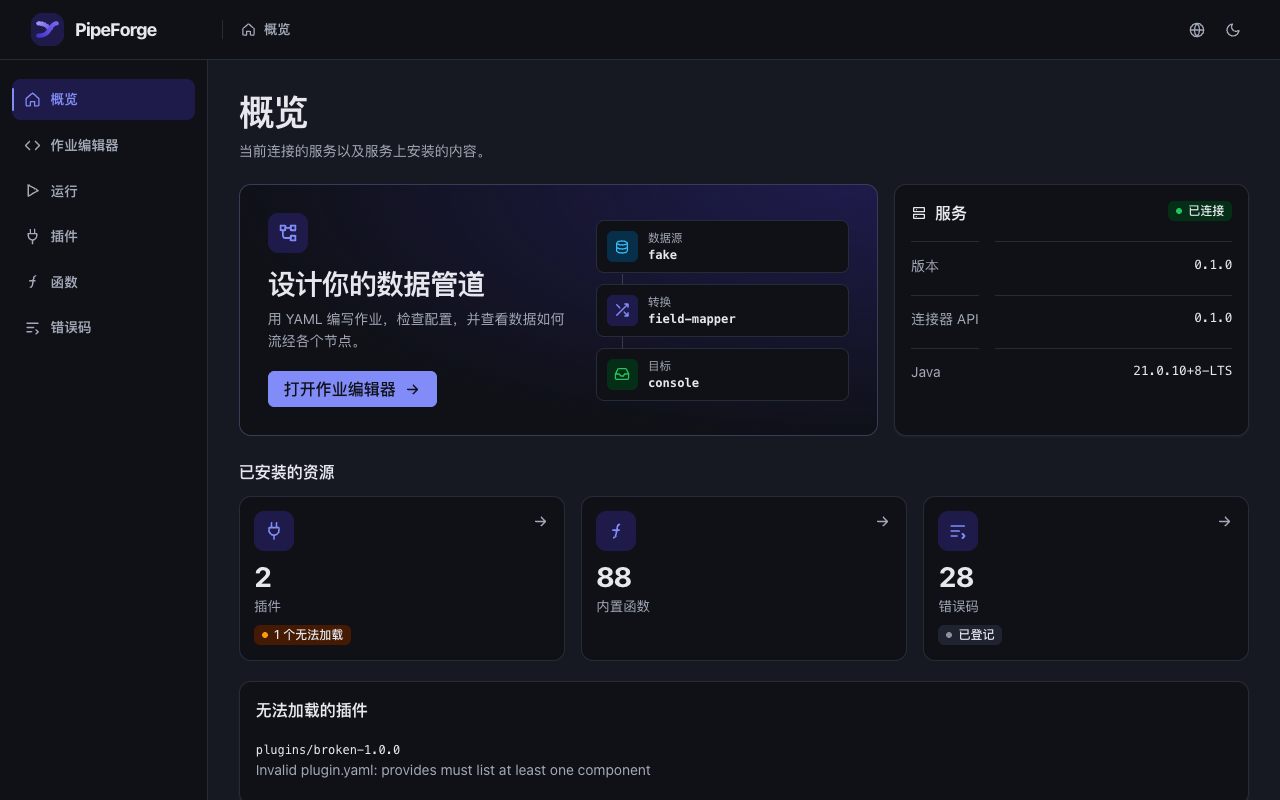 PipeForge
概览
概览
作业编辑器
运行
插件
函数
错误码
概览
当前连接的服务以及服务上安装的内容。
设计你的数据管道
用 YAML 编写作业，检查配置，并查看数据如何
流经各个节点。
打开作业编辑器
数据源
fake
转换
field-mapper
目标
console
服务
已连接
版本
0.1.0
连接器 API
0.1.0
Java
21.0.10+8-LTS
已安装的资源
2
插件
1 个无法加载
88
内置函数
28
错误码
已登记
无法加载的插件
plugins/broken-1.0.0
Invalid plugin.yaml: provides must list at least one component